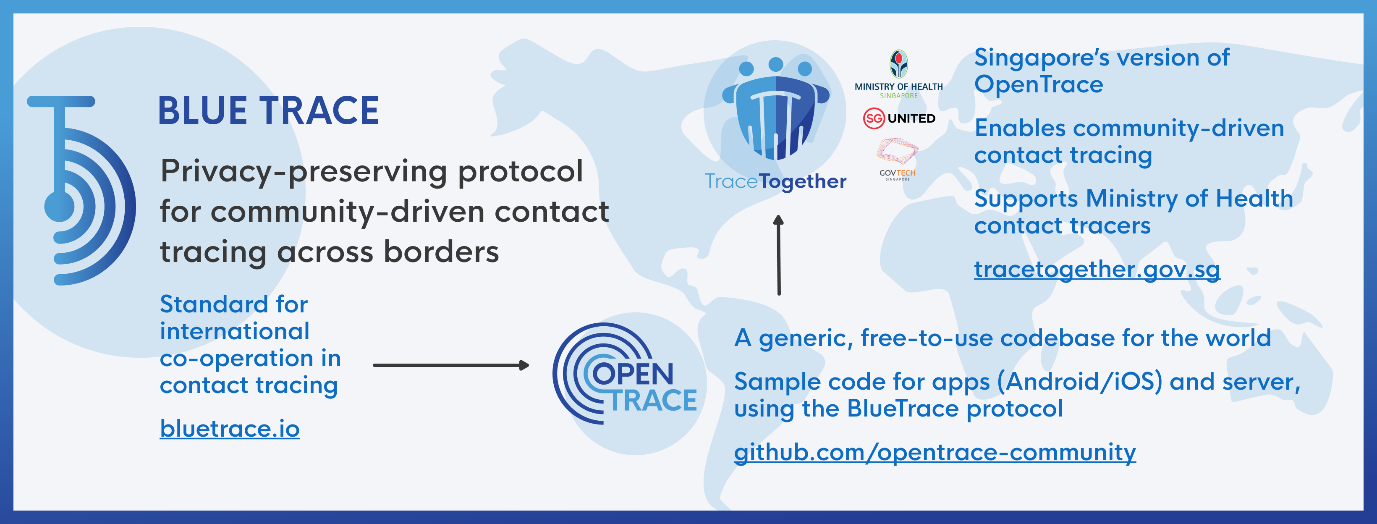 BLUE TRACE
Privacy-preserving protocol
for community-driven contact
tracing across borders
Standard for
international
co-operation in
contact tracing
bluetrace.io
OPEN
TRACE
A generic, free-to-use codebase for the world
Sample code for apps (Android/iOS) and server,
using the BlueTrace protocol
github.com/opentrace-community
TraceTogether
MINISTRY OF HEALTH
SINGAPORE
SG UNITED
GOVTECH
SINGAPORE
Singapore's version of
OpenTrace
Enables community-driven
contact tracing
Supports Ministry of Health
contact tracers
tracetogether.gov.sg